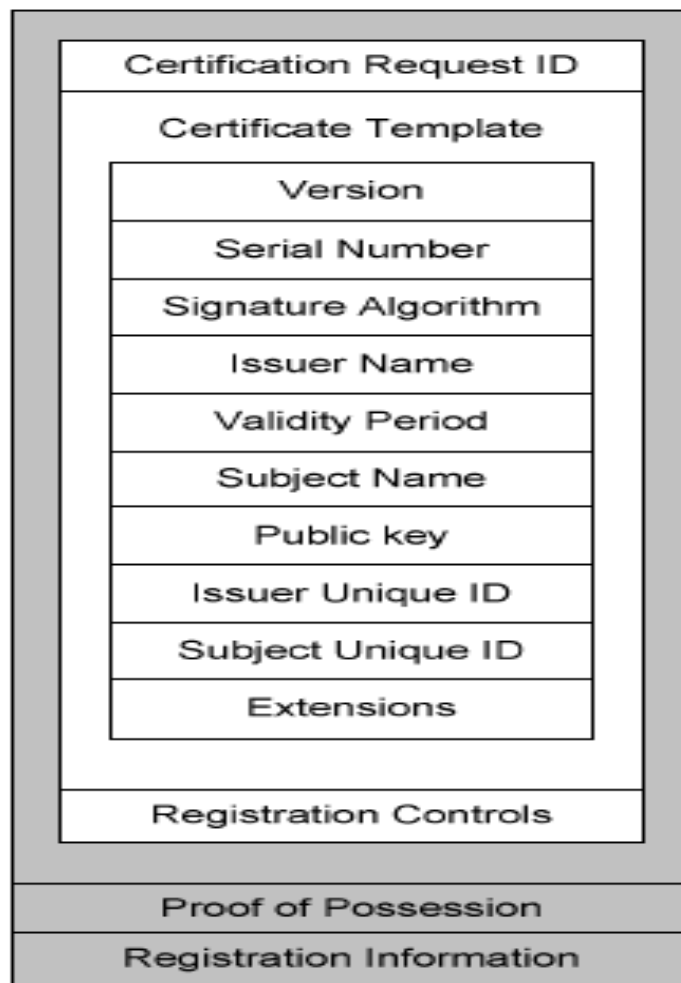 Certification Request ID
Certificate Template
Version
Serial Number
Signature Algorithm
Issuer Name
Validity Period
Subject Name
Public key
Issuer Unique ID
Subject Unique ID
Extensions
Registration Controls
Proof of Possession
Registration Information